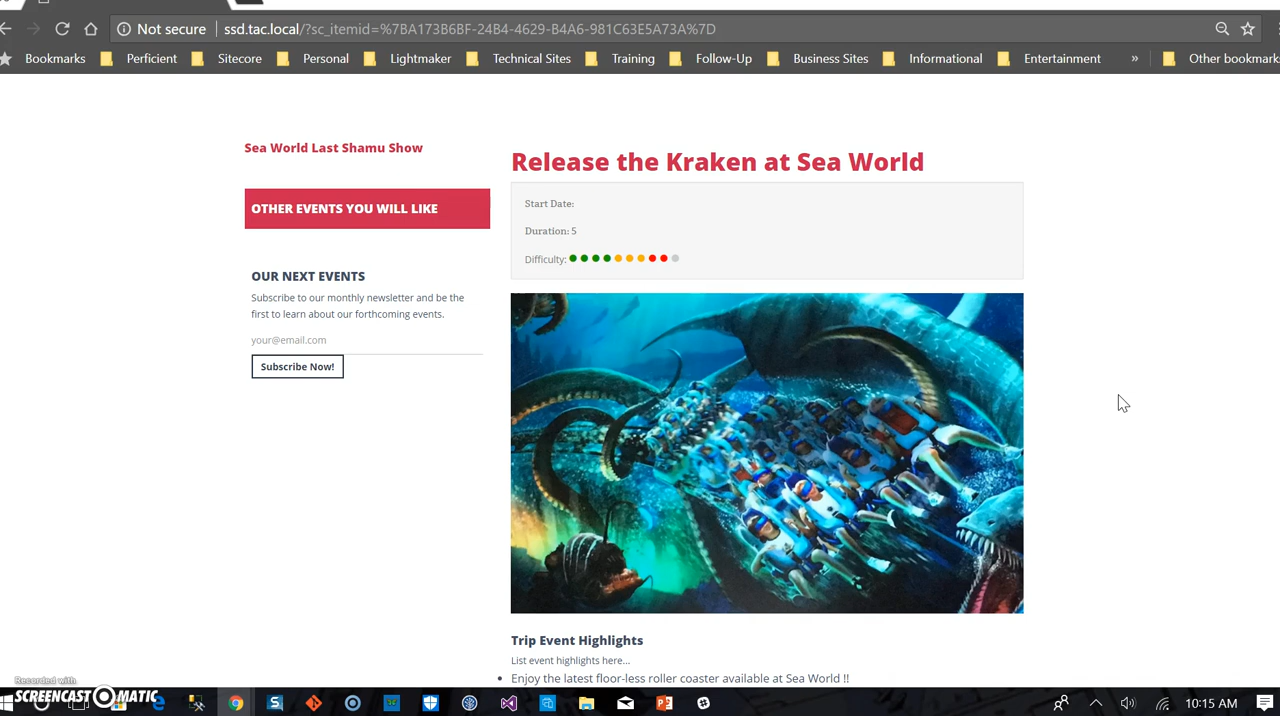 Not secure
ssd.tac.local/?sc_itemid=%7BA173B6BF-24B4-4629-B4A6-981C63E5A73A%7D
Bookmarks Perficient Sitecore Personal Lightmaker Technical Sites Training Follow-Up Business Sites Informational Entertainment » Other bookmark
Sea World Last Shamu Show
OTHER EVENTS YOU WILL LIKE
OUR NEXT EVENTS
Subscribe to our monthly newsletter and be the
first to learn about our forthcoming events.
your@email.com
Subscribe Now!
Release the Kraken at Sea World
Start Date:
Duration: 5
Difficulty:
Trip Event Highlights
List event highlights here...
• Enjoy the latest floor-less roller coaster available at Sea World !!
Recorded with
SCREENCAST-O-MATIC
10:15 AM